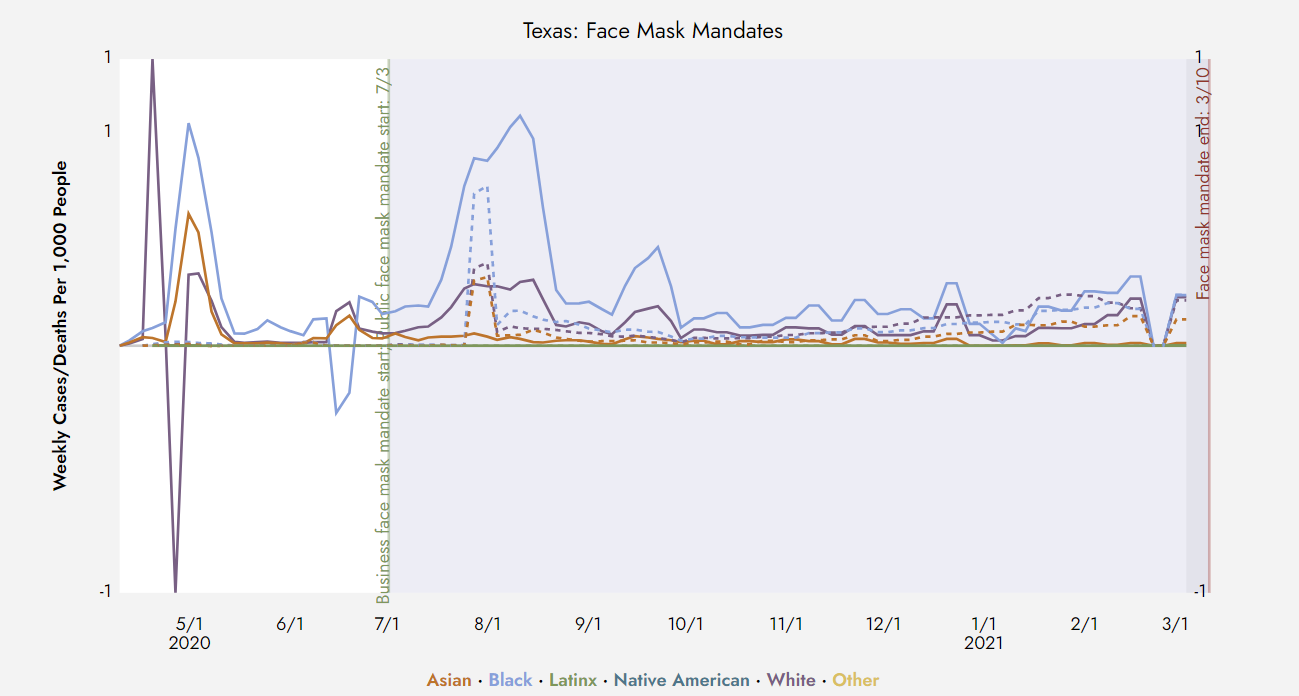 Texas: Face Mask Mandates
1
1
-1
Weekly Cases/Deaths Per 1,000 People
Business face mask mandate start/Public face mask mandate start: 7/3
Face mask mandate end: 3/10
1
1
-1
5/1 6/1 7/1 8/1 9/1 10/1 11/1 12/1 1/1 2/1 3/1
2020 2021
Asian · Black · Latinx · Native American · White · Other